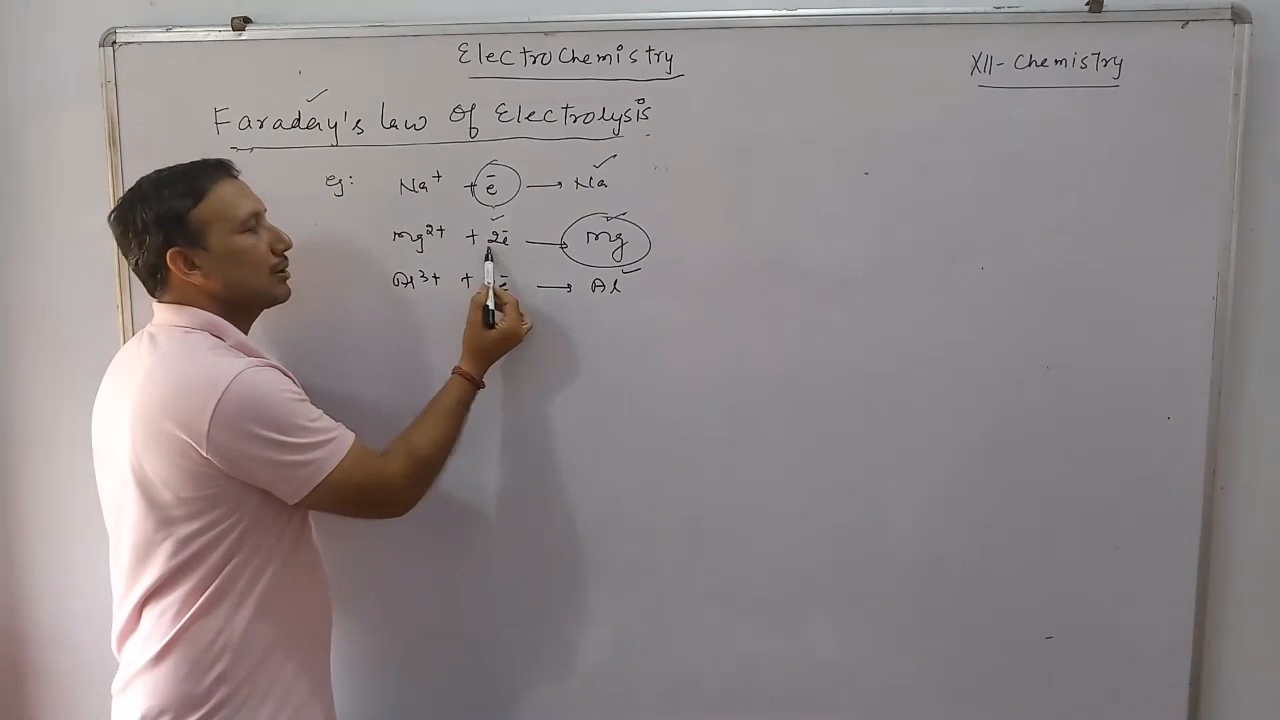 Electrochemistry
XII- Chemistry
Faraday's law of Electrolysis
eg: Na⁺ + e⁻ → Na
Mg²⁺ + 2e⁻ → Mg
Al³⁺ + e⁻ → Al